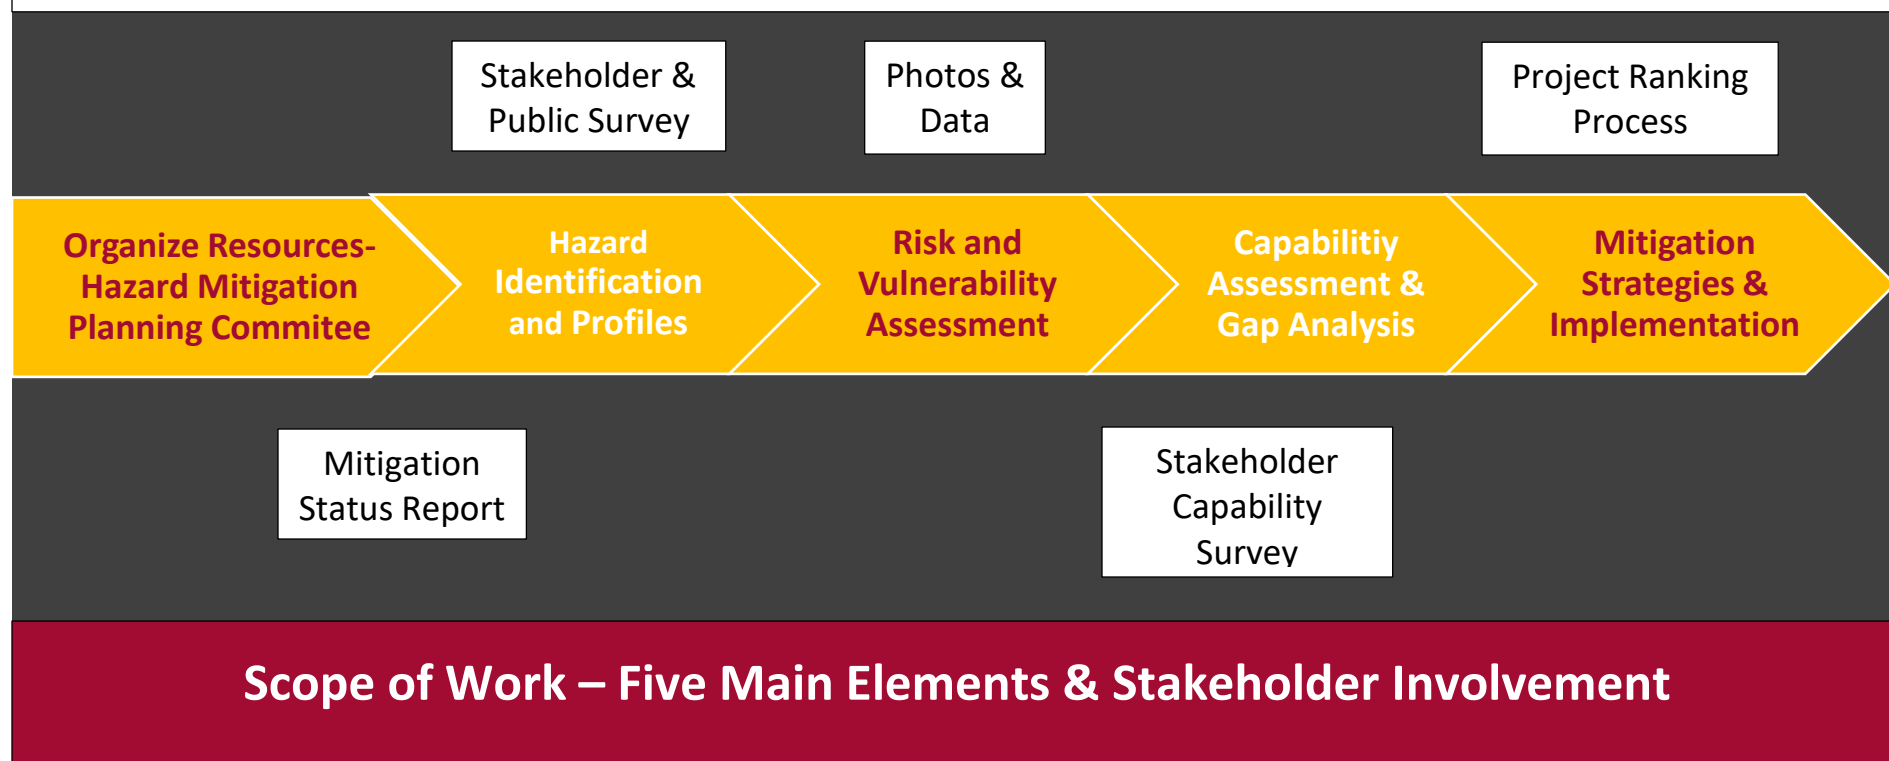 Stakeholder &
Public Survey
Photos &
Data
Project Ranking
Process
Organize Resources-
Hazard Mitigation
Planning Commitee
Hazard
Identification
and Profiles
Risk and
Vulnerability
Assessment
Capabilitiy
Assessment &
Gap Analysis
Mitigation
Strategies &
Implementation
Mitigation
Status Report
Stakeholder
Capability
Survey
Scope of Work – Five Main Elements & Stakeholder Involvement